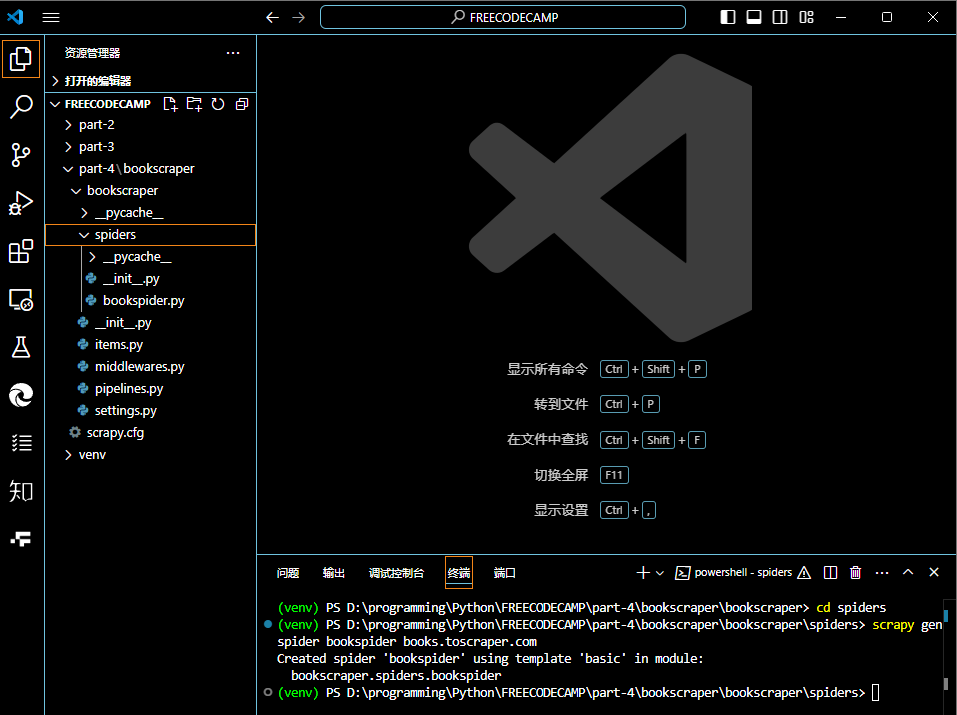 FREECODECAMP
资源管理器
打开的编辑器
FREECODECAMP
part-2
part-3
part-4\bookscraper
bookscraper
__pycache__
spiders
__pycache__
__init__.py
bookspider.py
__init__.py
items.py
middlewares.py
pipelines.py
settings.py
scrapy.cfg
venv
知
显示所有命令 Ctrl + Shift + P
转到文件 Ctrl + P
在文件中查找 Ctrl + Shift + F
切换全屏 F11
显示设置 Ctrl + ,
问题 输出 调试控制台 终端 端口 powershell - spiders
(venv) PS D:\programming\Python\FREECODECAMP\part-4\bookscraper\bookscraper> cd spiders
(venv) PS D:\programming\Python\FREECODECAMP\part-4\bookscraper\bookscraper\spiders> scrapy gen
spider bookspider books.toscraper.com
Created spider 'bookspider' using template 'basic' in module:
bookscraper.spiders.bookspider
(venv) PS D:\programming\Python\FREECODECAMP\part-4\bookscraper\bookscraper\spiders>